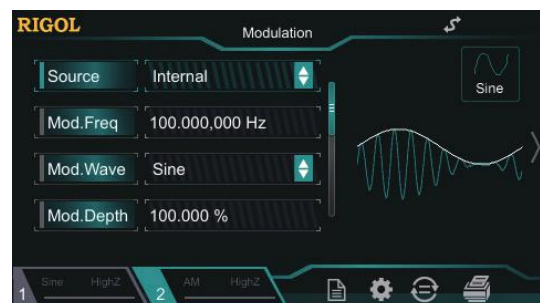 RIGOL
Modulation
Source Internal
Sine
Mod.Freq 100.000,000 Hz
Mod.Wave Sine
Mod.Depth 100.000 %
1 Sine HighZ 2 AM HighZ